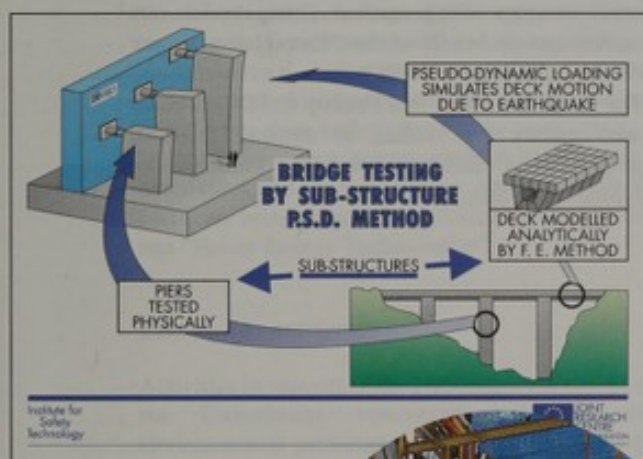 PSEUDO-DYNAMIC LOADING
SIMULATES DECK MOTION
DUE TO EARTHQUAKE
BRIDGE TESTING
BY SUB-STRUCTURE
P.S.D. METHOD
DECK MODELLED
ANALYTICALLY
BY F. E. METHOD
SUB-STRUCTURES
PIERS
TESTED
PHYSICALLY
Institute for
Safety
Technology
JOINT
RESEARCH
CENTRE